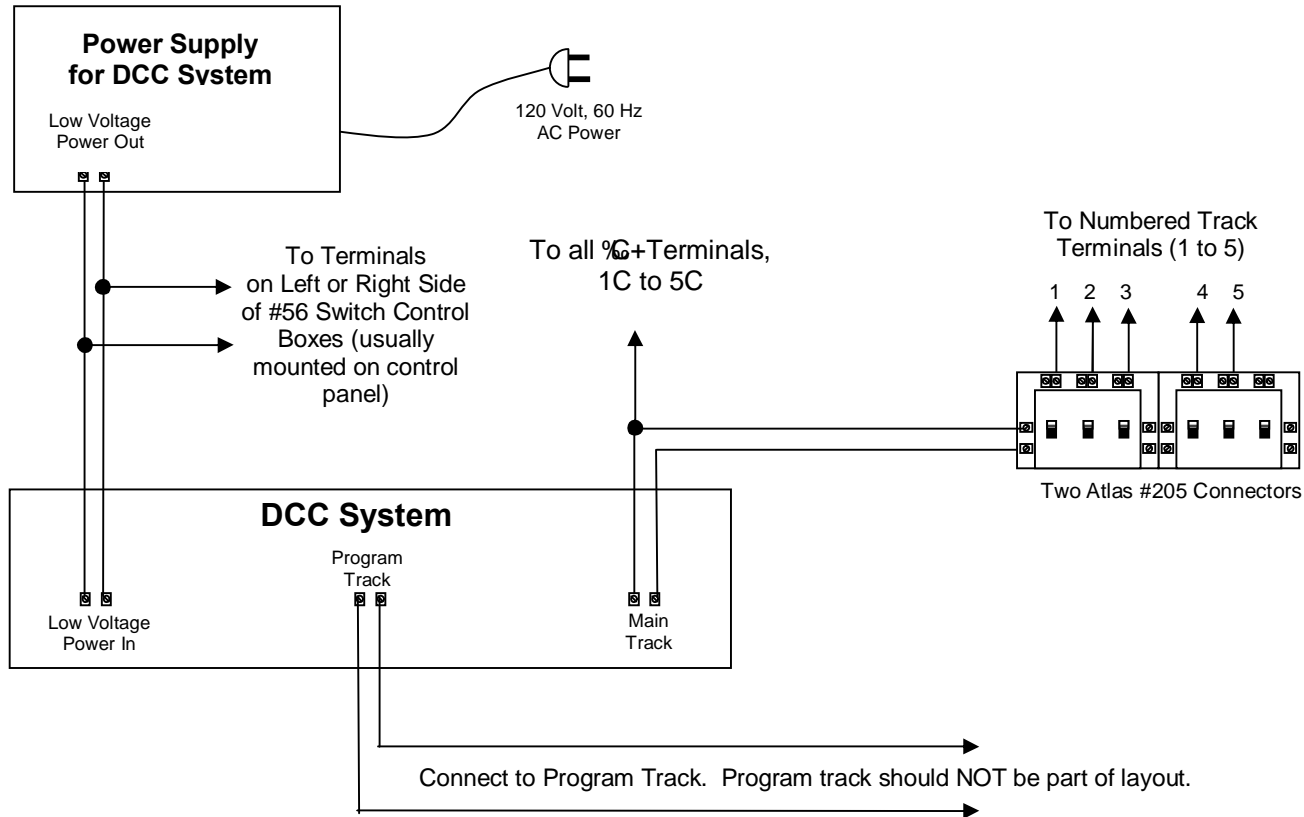 Power Supply
for DCC System
Low Voltage
Power Out
120 Volt, 60 Hz
AC Power
To Terminals
on Left or Right Side
of #56 Switch Control
Boxes (usually
mounted on control
panel)
To all ‰C+Terminals,
1C to 5C
To Numbered Track
Terminals (1 to 5)
1 2 3 4 5
Two Atlas #205 Connectors
DCC System
Program
Track
Low Voltage
Power In
Main
Track
Connect to Program Track. Program track should NOT be part of layout.